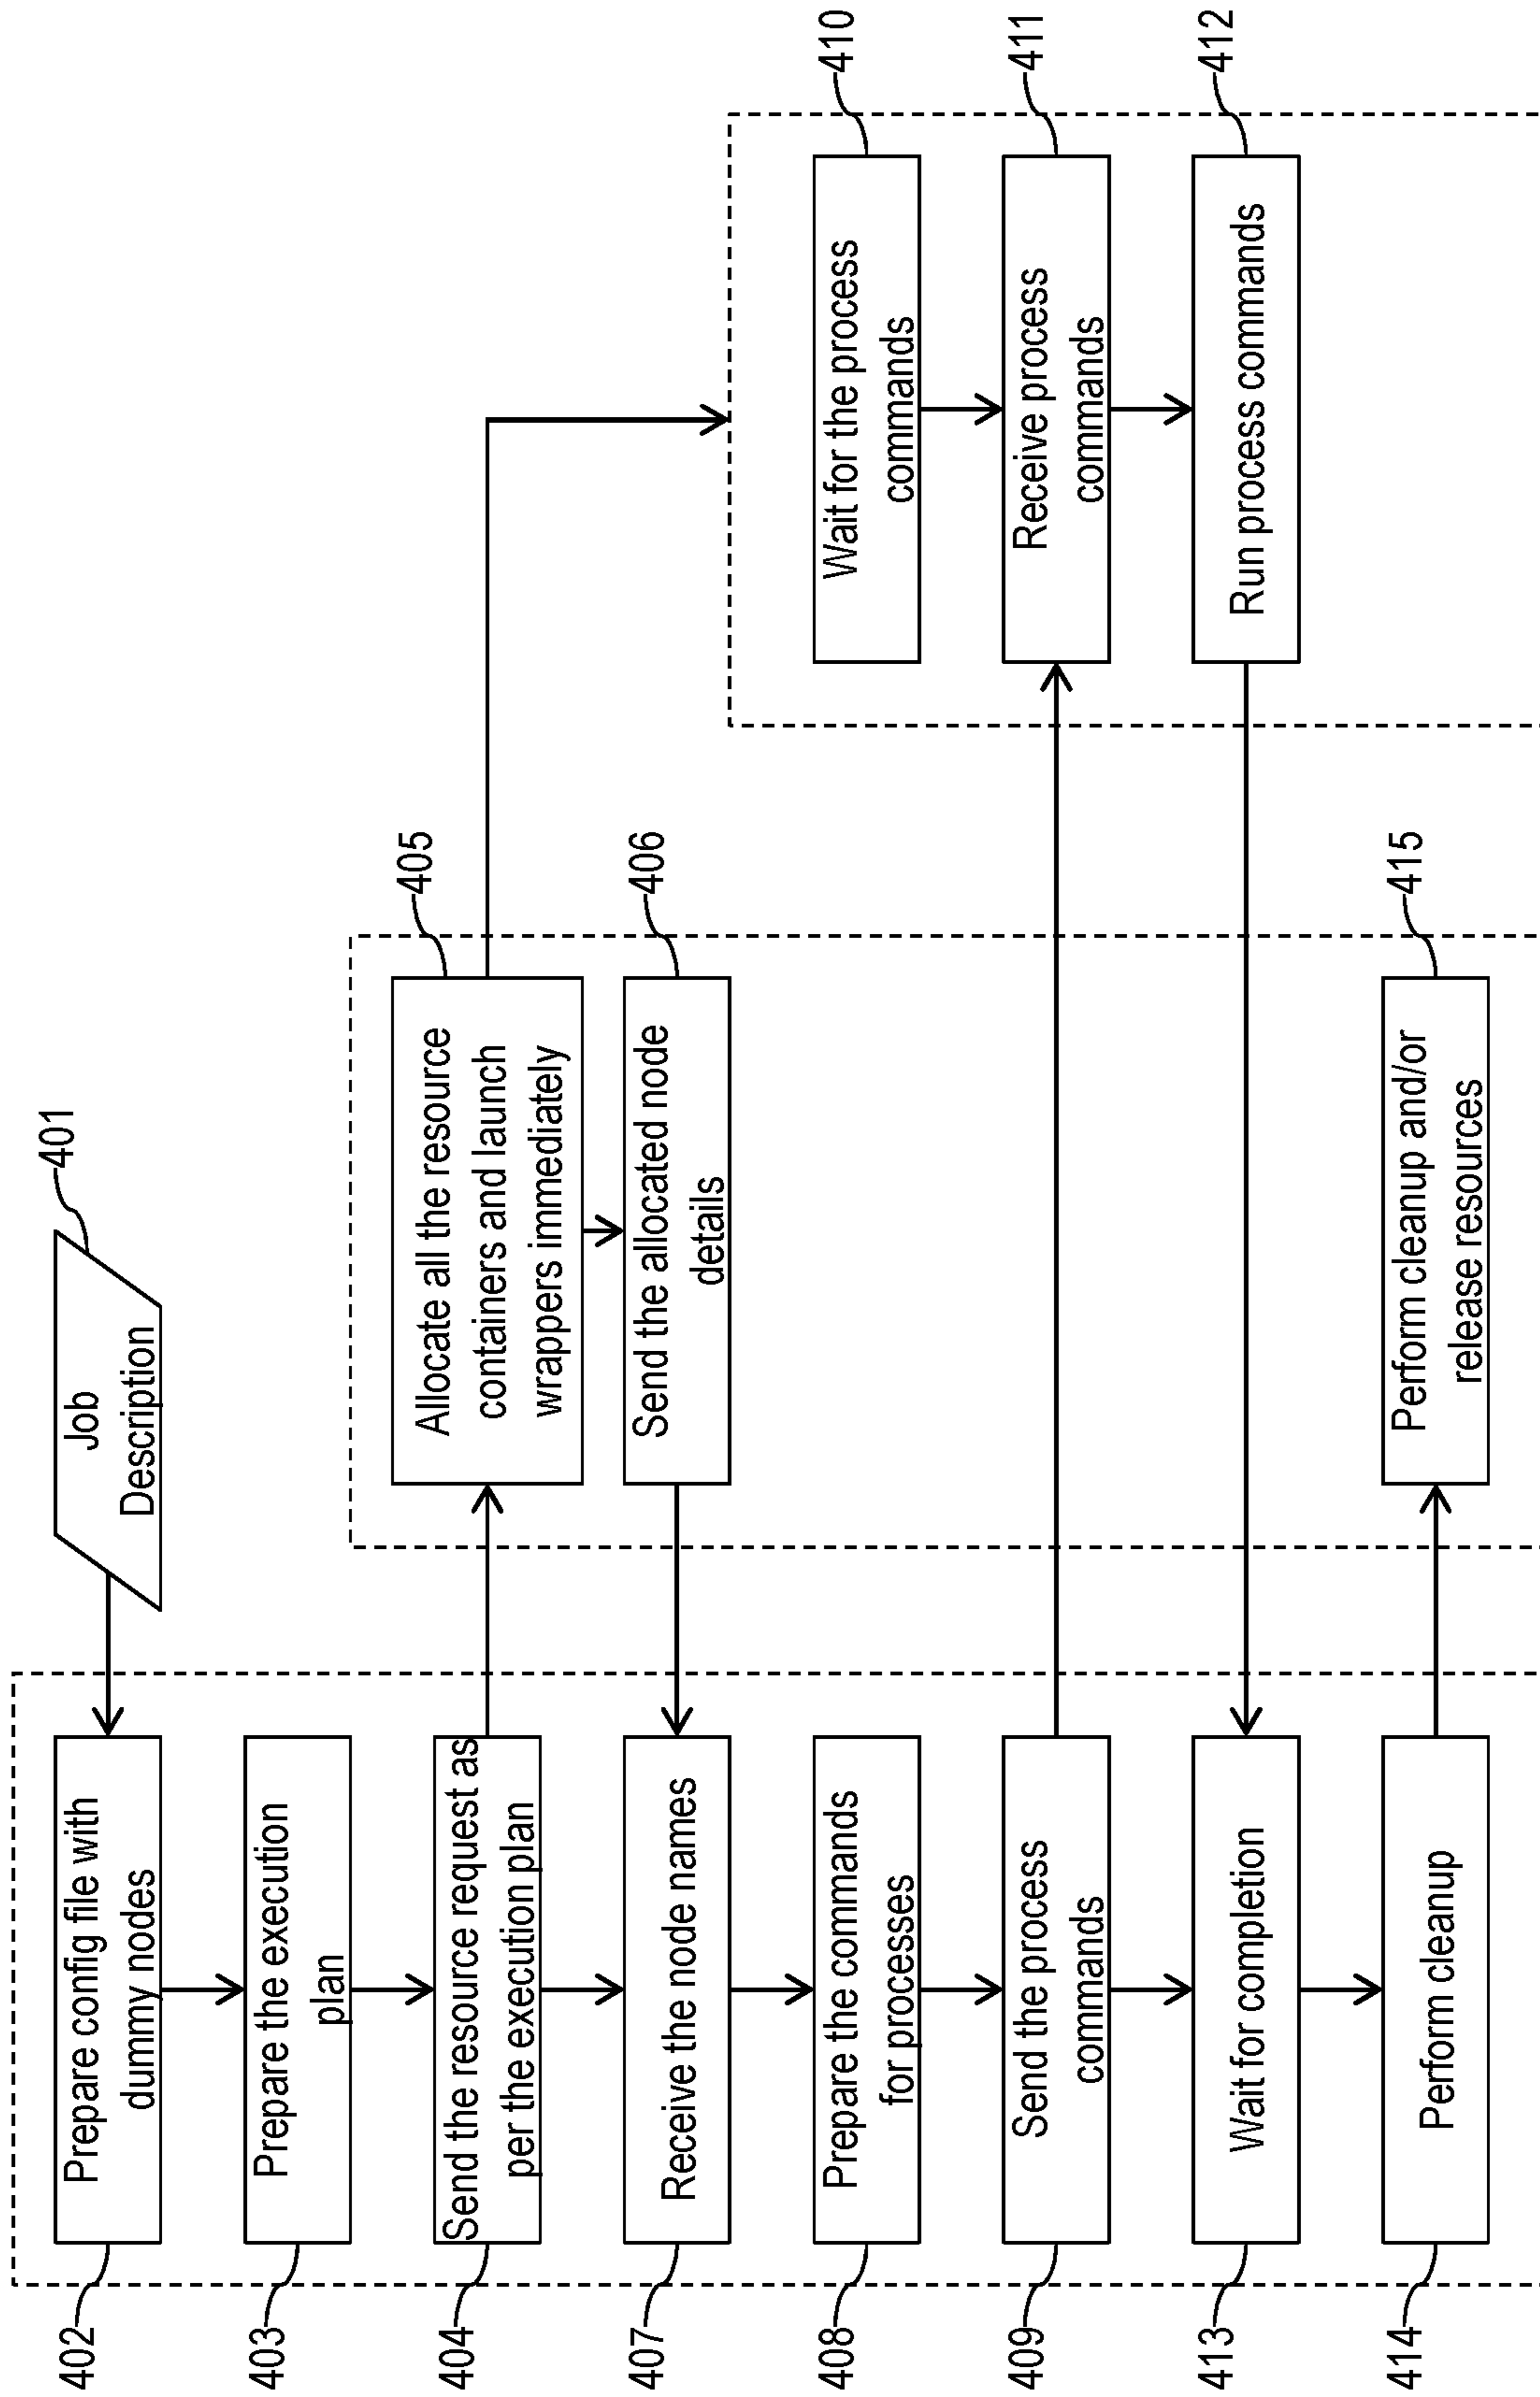 401
Job
Description
402
Prepare config file with
dummy nodes
403
Prepare the execution
plan
404
Send the resource request as
per the execution plan
405
Allocate all the resource
containers and launch
wrappers immediately
406
Send the allocated node
details
407
Receive the node names
408
Prepare the commands
for processes
409
Send the process
commands
410
Wait for the process
commands
411
Receive process
commands
412
Run process commands
413
Wait for completion
414
Perform cleanup
415
Perform cleanup and/or
release resources